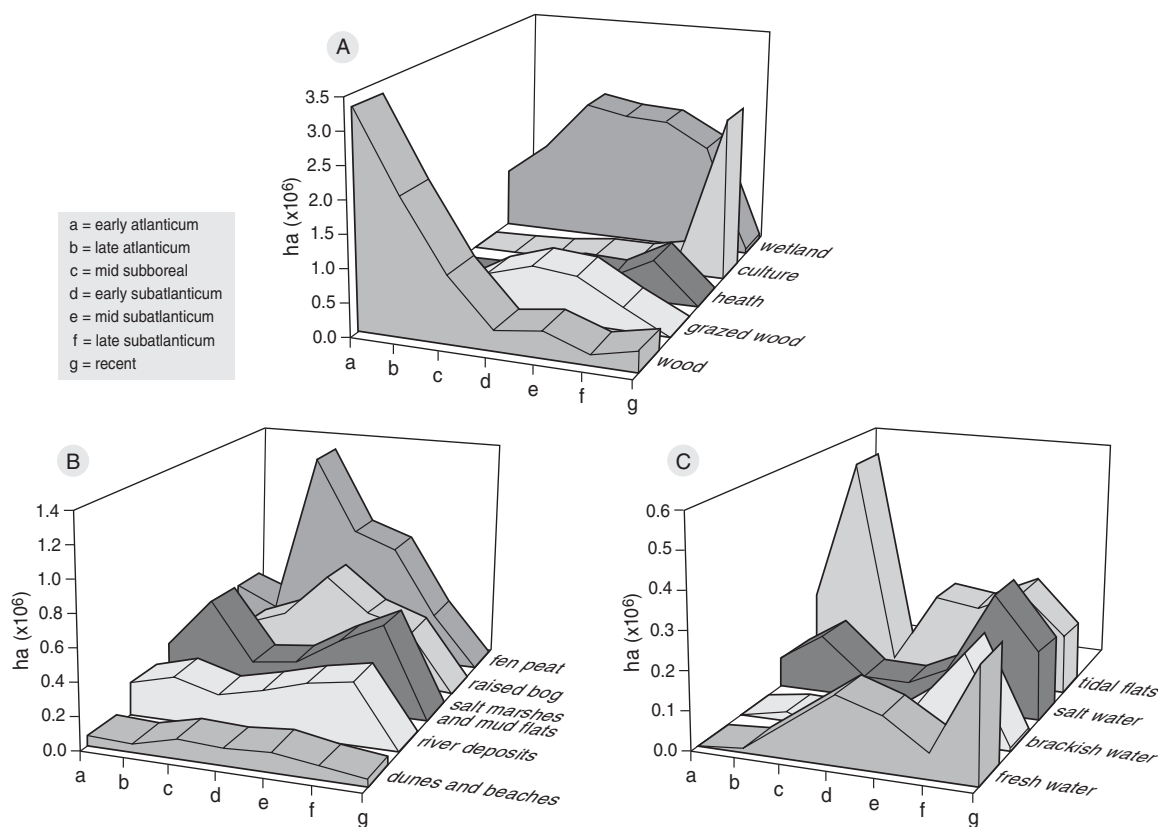 A
3.5
3.0
2.5
2.0
1.5
1.0
0.5
0.0
ha (x10⁶)
a
b
c
d
e
f
g
wetland
culture
heath
grazed wood
wood
a = early atlanticum
b = late atlanticum
c = mid subboreal
d = early subatlanticum
e = mid subatlanticum
f = late subatlanticum
g = recent
B
1.4
1.2
1.0
0.8
0.6
0.4
0.2
0.0
ha (x10⁶)
a
b
c
d
e
f
g
fen peat
raised bog
salt marshes
and mud flats
river deposits
dunes and beaches
C
0.6
0.5
0.4
0.3
0.2
0.1
0.0
ha (x10⁶)
a
b
c
d
e
f
g
tidal flats
salt water
brackish water
fresh water